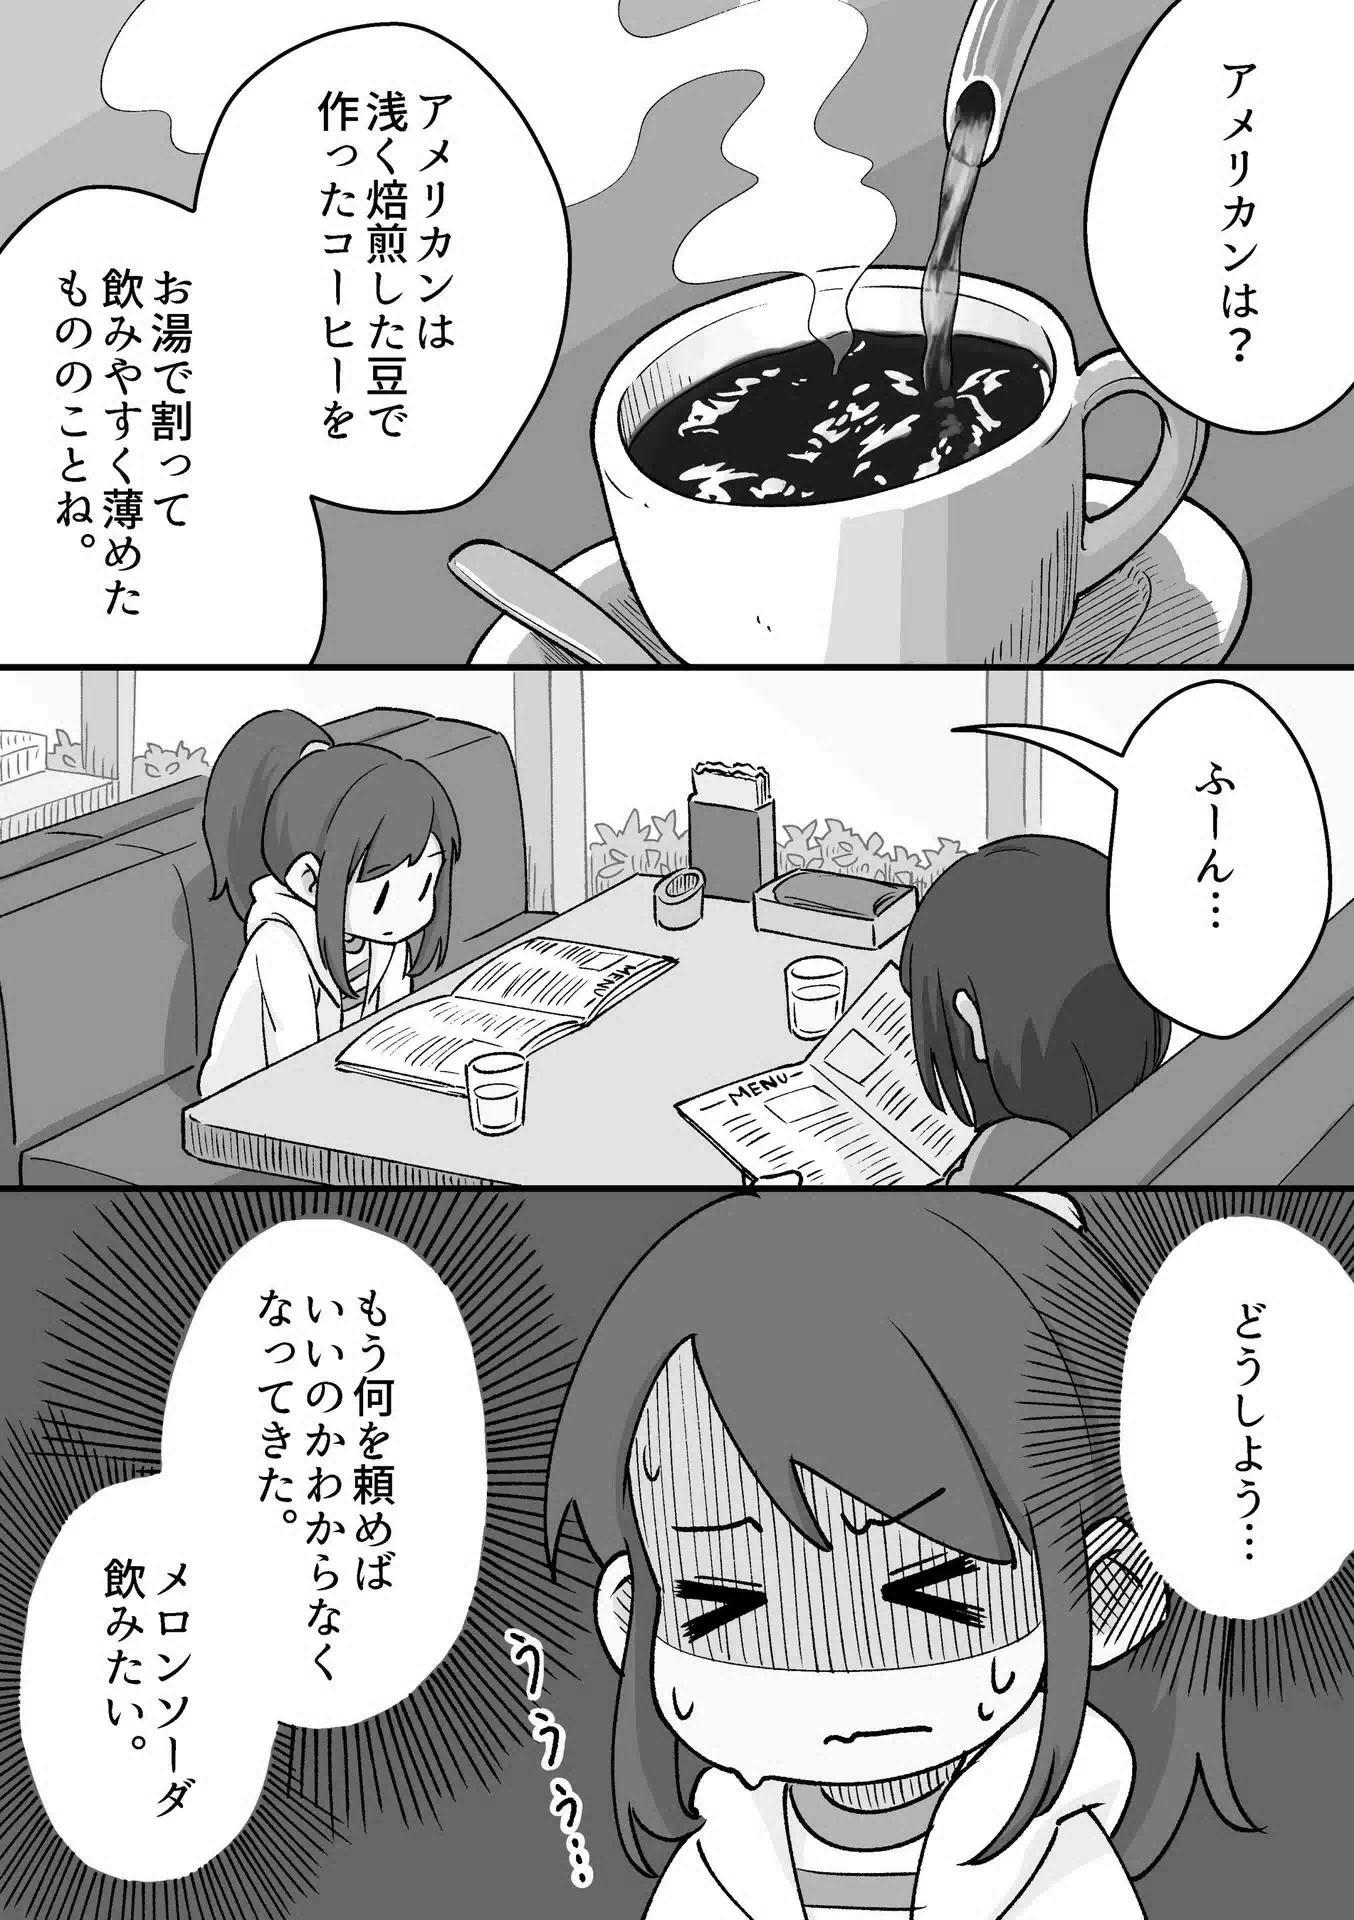 アメリカンは?
アメリカンは
浅く焙煎した豆で
作ったコーヒーを
お湯で割って
飲みやすく薄めた
もののことね。
ふーん…
MENU
MENU
どうしよう…
もう何を頼めば
いいのかわからなく
なってきた。
メロンソーダ
飲みたい。
うううぅ…